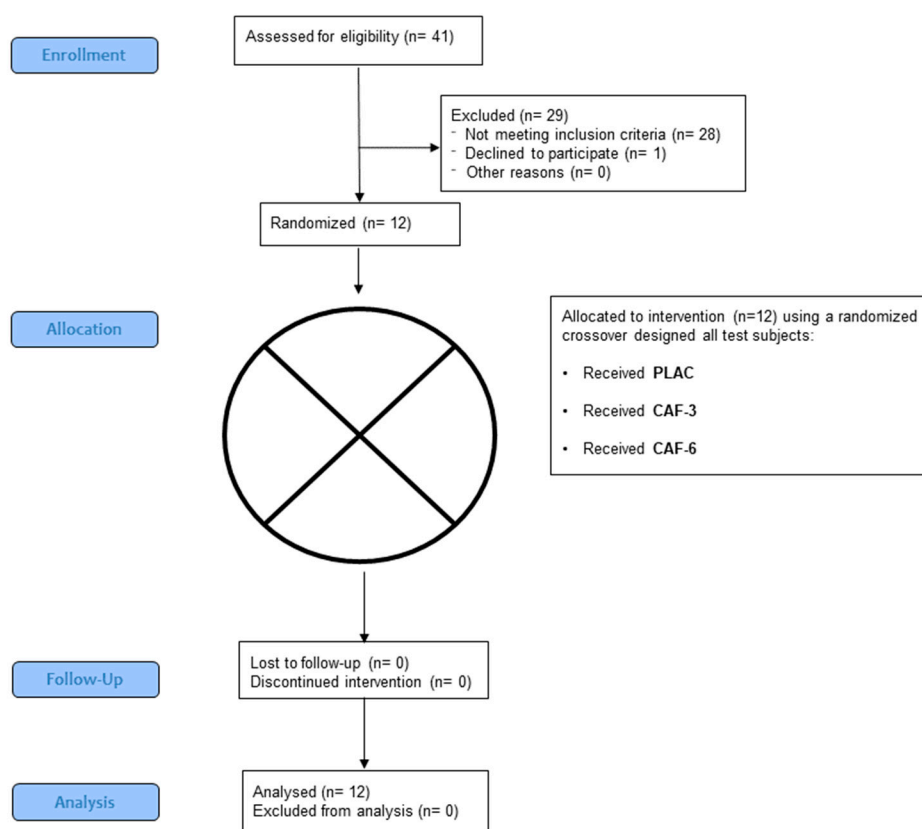 Enrollment
Assessed for eligibility (n= 41)
Excluded (n= 29)
- Not meeting inclusion criteria (n= 28)
- Declined to participate (n= 1)
- Other reasons (n= 0)
Randomized (n= 12)
Allocation
Allocated to intervention (n=12) using a randomized
crossover designed all test subjects:
• Received PLAC
• Received CAF-3
• Received CAF-6
Follow-Up
Lost to follow-up (n= 0)
Discontinued intervention (n= 0)
Analysis
Analysed (n= 12)
Excluded from analysis (n= 0)